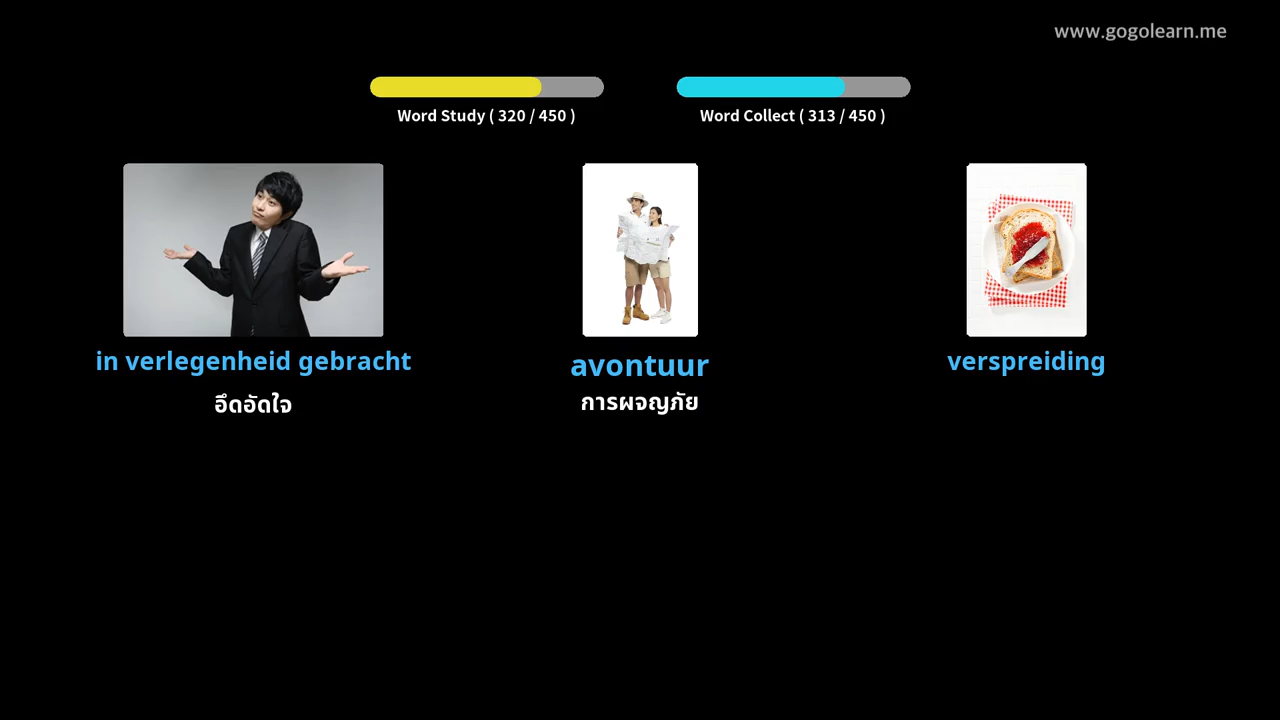 www.gogolearn.me
Word Study ( 320 / 450 )
Word Collect ( 313 / 450 )
in verlegenheid gebracht
อึดอัดใจ
avontuur
การผจญภัย
verspreiding